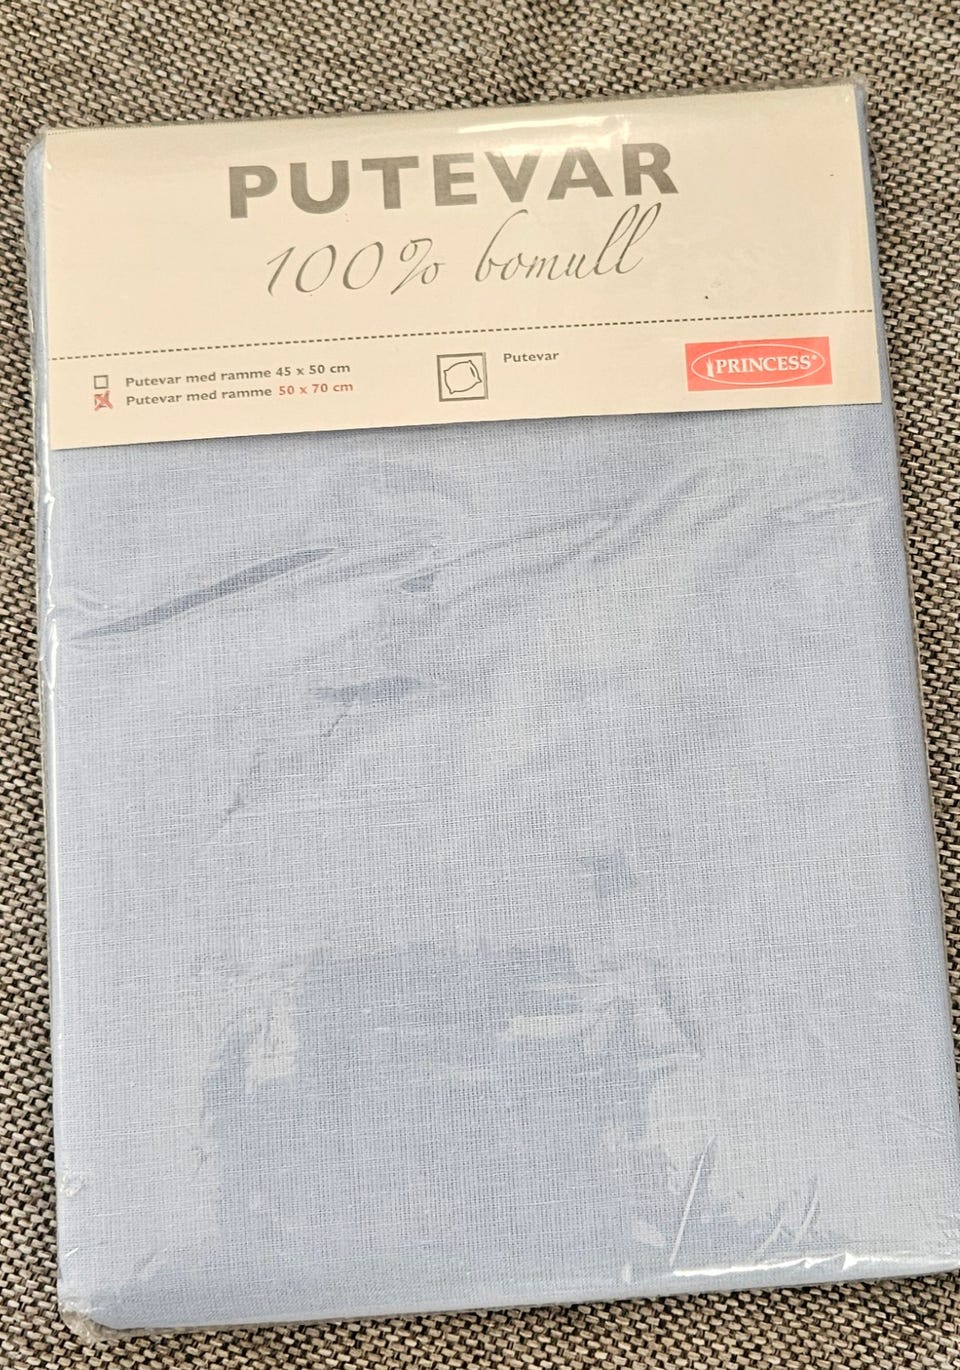 PUTEVAR
100% bomull
Putevar med ramme 45 x 50 cm
Putevar med ramme 50 x 70 cm
Putevar
PRINCESS®